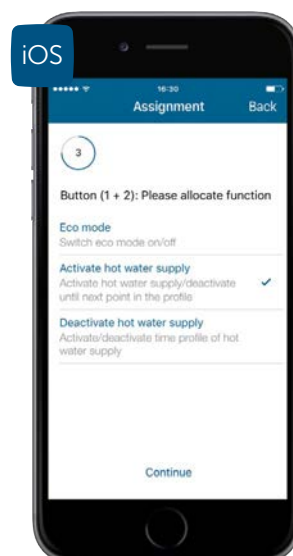 iOS
16:30
Assignment
Back
3
Button (1 + 2): Please allocate function
Eco mode
Switch eco mode on/off
Activate hot water supply
Activate hot water supply/deactivate
until next point in the profile
Deactivate hot water supply
Activate/deactivate time profile of hot
water supply
Continue